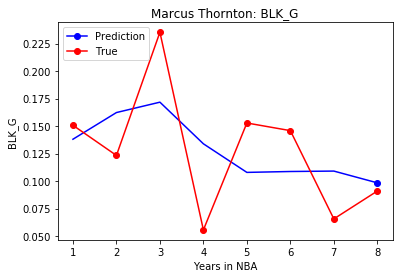 Marcus Thornton: BLK_G
Prediction
True
0.225
0.200
0.175
0.150
0.125
0.100
0.075
0.050
BLK_G
1 2 3 4 5 6 7 8
Years in NBA